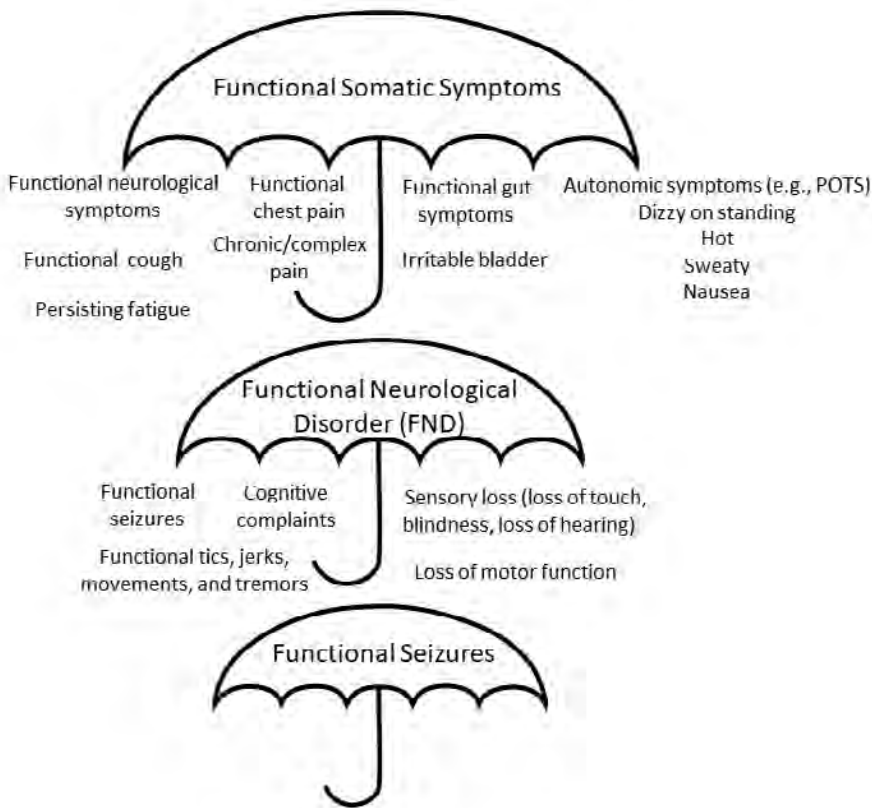 Functional Somatic Symptoms
Functional neurological
symptoms
Functional
chest pain
Functional gut
symptoms
Autonomic symptoms (e.g., POTS)
Dizzy on standing
Hot
Sweaty
Nausea
Functional cough
Chronic/complex
pain
Irritable bladder
Persisting fatigue
Functional Neurological
Disorder (FND)
Functional
seizures
Cognitive
complaints
Sensory loss (loss of touch,
blindness, loss of hearing)
Functional tics, jerks,
movements, and tremors
Loss of motor function
Functional Seizures